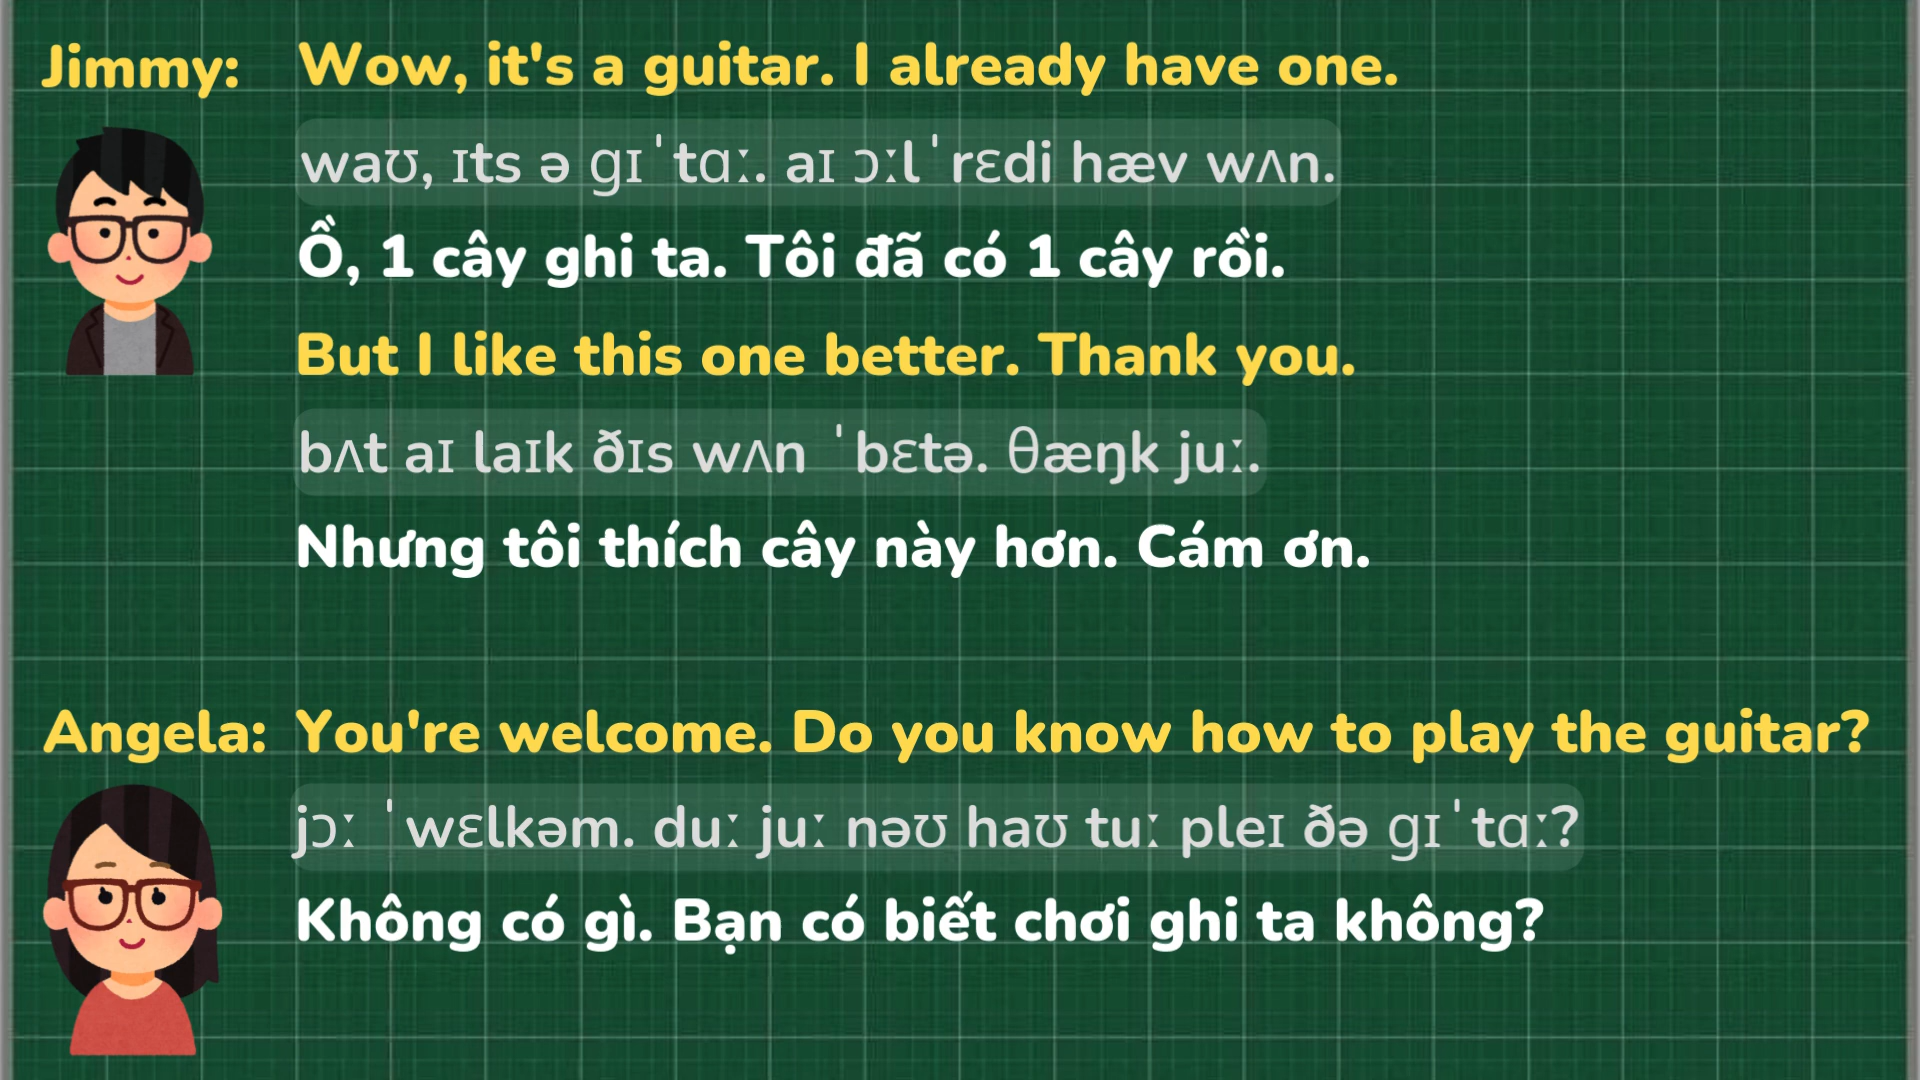 Jimmy: Wow, it's a guitar. I already have one.
waʊ, ɪts ə gɪˈtɑː. aɪ ɔːlˈrɛdi hæv wʌn.
Ồ, 1 cây ghi ta. Tôi đã có 1 cây rồi.
But I like this one better. Thank you.
bʌt aɪ laɪk ðɪs wʌn ˈbɛtə. θæŋk juː.
Nhưng tôi thích cây này hơn. Cám ơn.
Angela: You're welcome. Do you know how to play the guitar?
jɔː ˈwɛlkəm. duː juː nəʊ haʊ tuː pleɪ ðə gɪˈtɑː?
Không có gì. Bạn có biết chơi ghi ta không?